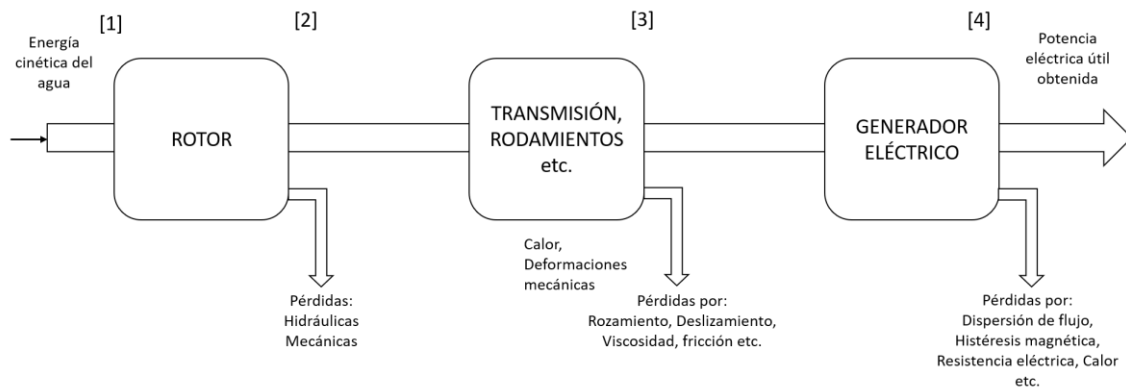 [1]
[2]
[3]
[4]
Energía
cinética del
agua
ROTOR
TRANSMISIÓN,
RODAMIENTOS
etc.
GENERADOR
ELÉCTRICO
Potencia
eléctrica útil
obtenida
Pérdidas:
Hidráulicas
Mecánicas
Calor,
Deformaciones
mecánicas
Pérdidas por:
Rozamiento, Deslizamiento,
Viscosidad, fricción etc.
Pérdidas por:
Dispersión de flujo,
Histéresis magnética,
Resistencia eléctrica, Calor
etc.